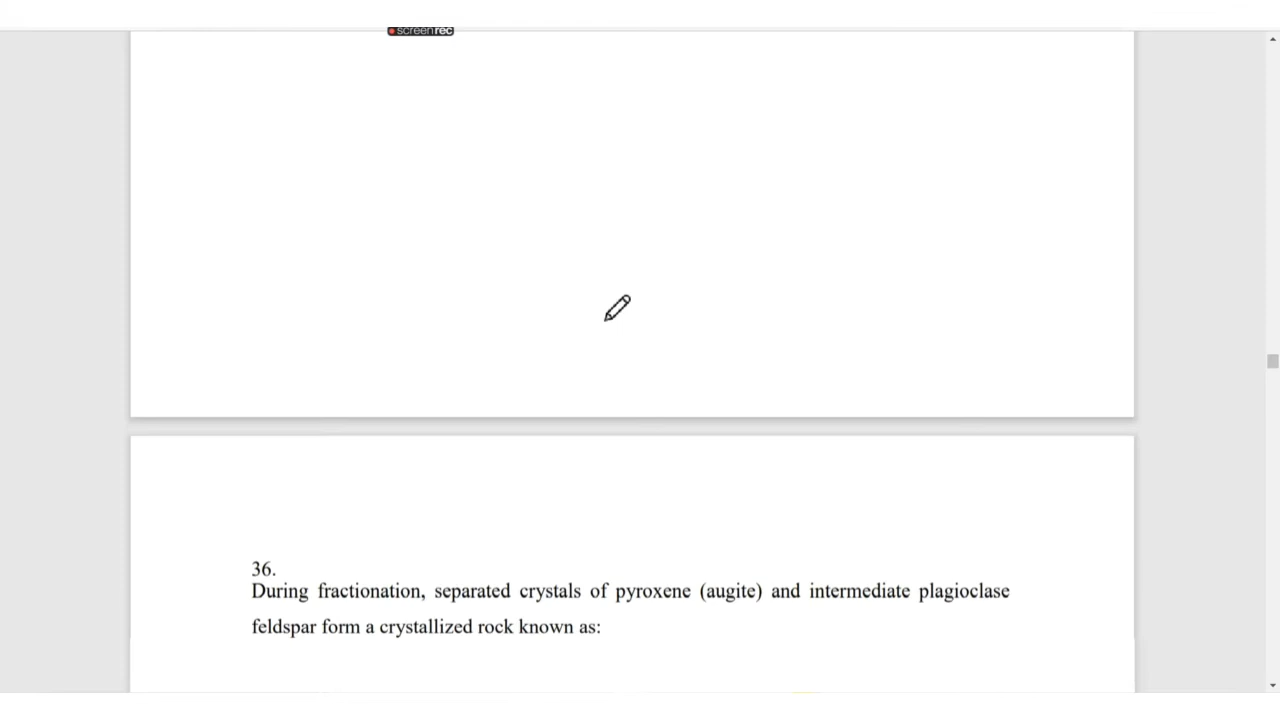 screenrec
36.
During fractionation, separated crystals of pyroxene (augite) and intermediate plagioclase
feldspar form a crystallized rock known as: